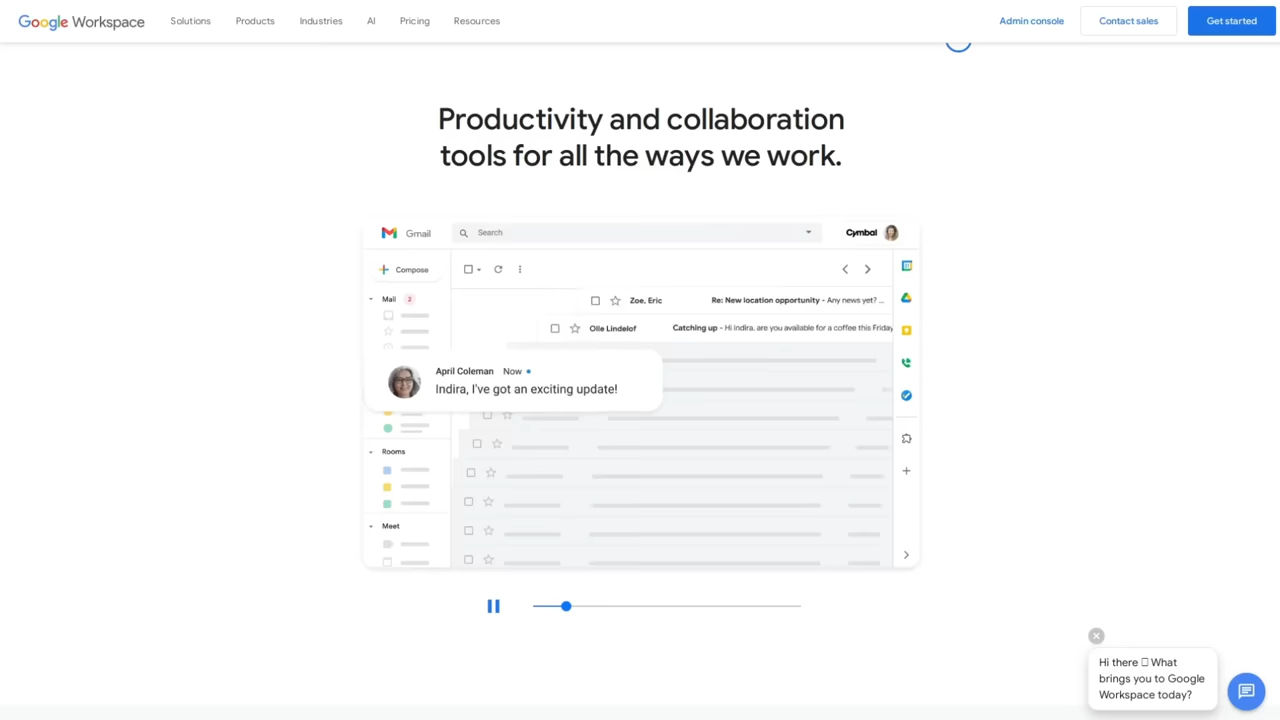 Google Workspace
Solutions
Products
Industries
AI
Pricing
Resources
Admin console
Contact sales
Get started
Productivity and collaboration
tools for all the ways we work.
Gmail
Search
Cymbal
Compose
Mail 2
Zoe, Eric
Re: New location opportunity - Any news yet? ...
Olla Lindelof
Catching up - Hi indira, are you available for a coffee this Friday
April Coleman Now
Indira, I've got an exciting update!
Rooms
Meet
Hi there What
brings you to Google
Workspace today?